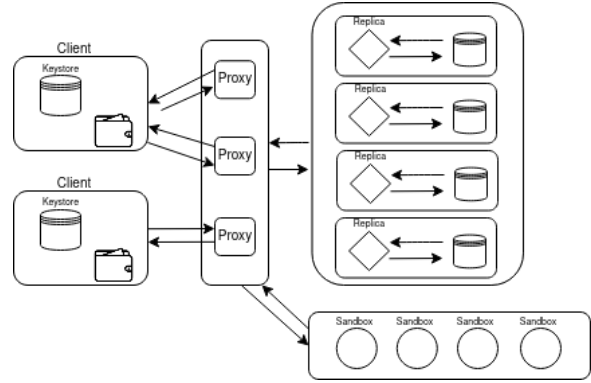 Client
Keystore
Client
Keystore
Proxy
Proxy
Proxy
Replica
Replica
Replica
Replica
Sandbox Sandbox Sandbox Sandbox